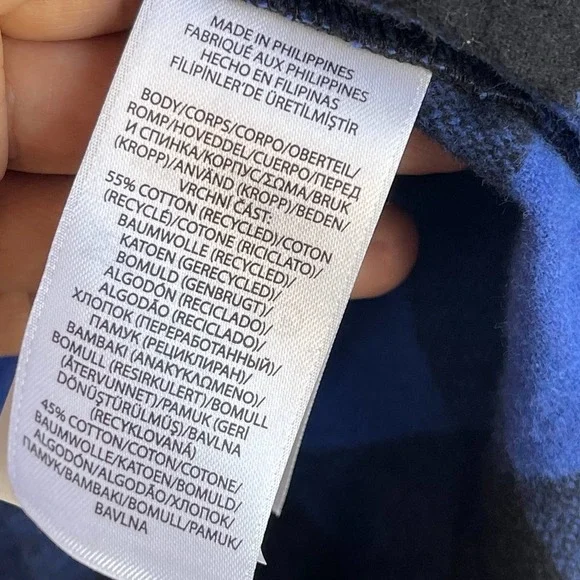 MADE IN PHILIPPINES
FABRIQUÉ AUX PHILIPPINES
HECHO EN FILIPINAS
FİLİPİNLER'DE ÜRETİLMİŞTİR
BODY/CORPS/CORPO/OBERTEIL/
ROMP/HOVEDDEL/CUERPO/ПЕРЕД
И СПИНКА/КОРПУС/ΣΩΜΑ/BRUK
(KROPP)/ANVÄND (KROPP)/BEDEN/
VRCHNÍ ČÁST.
55% COTTON (RECYCLED)/COTON
(RECYCLÉ)/COTONE (RICICLATO)/
BAUMWOLLE (RECYCLED)/
KATOEN (GERECYCLED)/
BOMULD (GENBRUGT)/
ALGODÓN (RECICLADO)/
ALGODÃO (RECICLADO)/
ХЛОПОК (ПЕРЕРАБОТАННЫЙ)/
ПАМУК (РЕЦИКЛИРАН)/
ΒΑΜΒΑΚΙ (ΑΝΑΚΥΚΛΩΜΕΝΟ)/
BOMULL (RESIRKULERT)/BOMULL
(ÅTERVUNNET)/PAMUK (GERİ
DÖNÜŞTÜRÜLMÜŞ)/BAVLNA
(RECYKLOVANÁ)
45% COTTON/COTON/COTONE/
BAUMWOLLE/KATOEN/BOMULD/
ALGODÓN/ALGODÃO/ХЛОПОК/
ПАМУК/ΒΑΜΒΑΚΙ/BOMULL/PAMUK/
BAVLNA